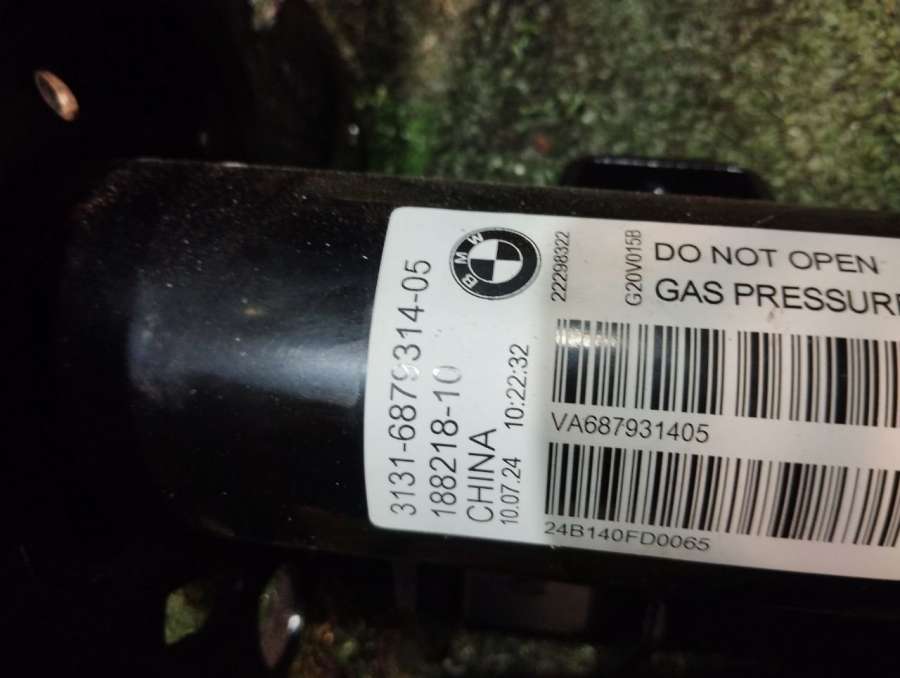 BMW
3131-6879314-05
188218-10
CHINA
10.07.24 10:22:32
22298322
G20V015B
DO NOT OPEN
GAS PRESSURE
VA687931405
24B140FD0065